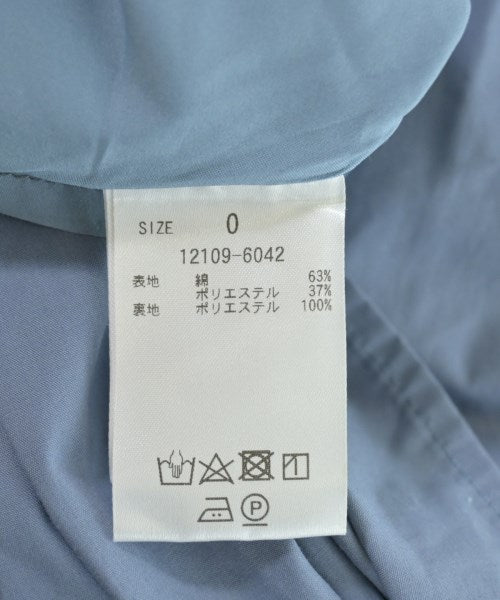 SIZE 0
12109-6042
表地 綿 63%
ポリエステル 37%
裏地 ポリエステル 100%
P